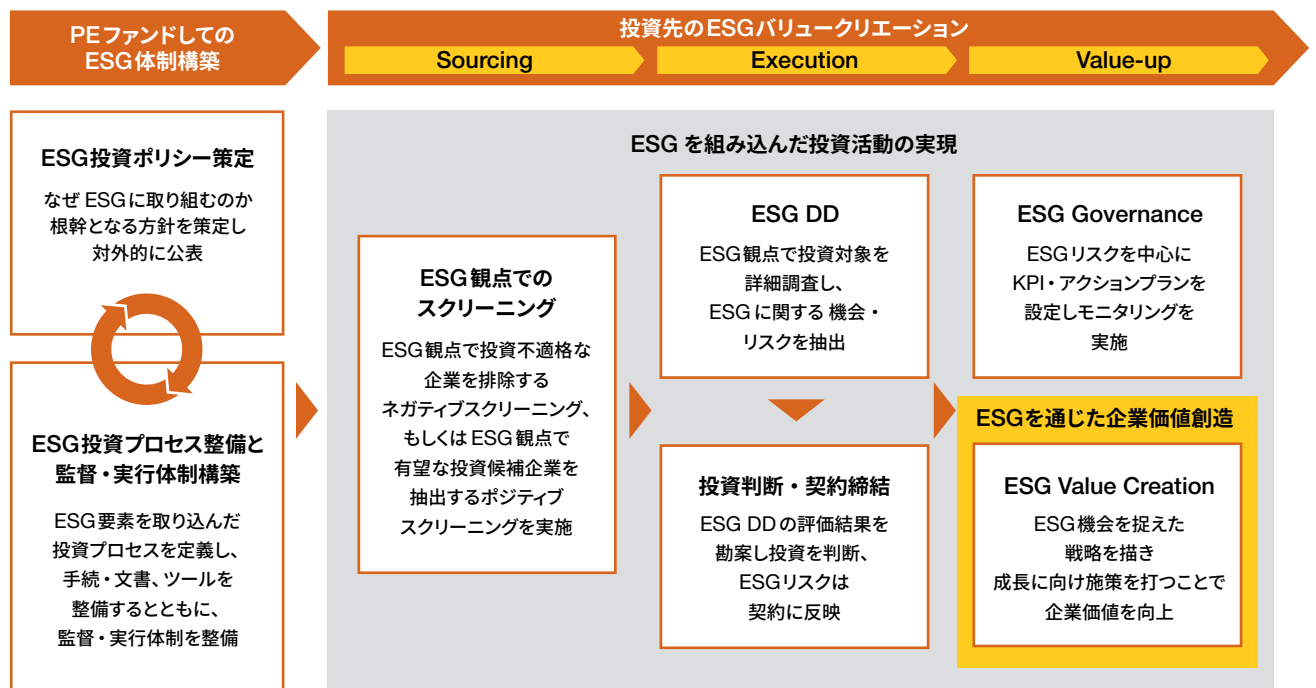 PEファンドしての
ESG体制構築
投資先のESGバリュークリエーション
Sourcing
Execution
Value-up
ESG投資ポリシー策定
なぜ ESGに取り組むのか
根幹となる方針を策定し
対外的に公表
ESG投資プロセス整備と
監督・実行体制構築
ESG要素を取り込んだ
投資プロセスを定義し、
手続・文書、ツールを
整備するとともに、
監督・実行体制を整備
ESG を組み込んだ投資活動の実現
ESG観点での
スクリーニング
ESG観点で投資不適格な
企業を排除する
ネガティブスクリーニング、
もしくは ESG観点で
有望な投資候補企業を
抽出するポジティブ
スクリーニングを実施
ESG DD
ESG観点で投資対象を
詳細調査し、
ESG に関する 機会・
リスクを抽出
投資判断・契約締結
ESG DDの評価結果を
勘案し投資を判断、
ESGリスクは
契約に反映
ESG Governance
ESGリスクを中心に
KPI・アクションプランを
設定しモニタリングを
実施
ESGを通じた企業価値創造
ESG Value Creation
ESG機会を捉えた
戦略を描き
成長に向け施策を打つことで
企業価値を向上